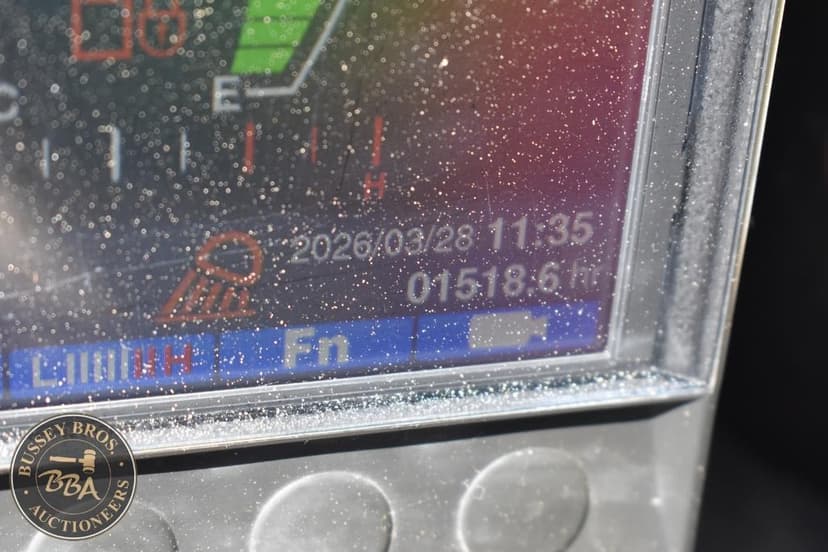 C
E
H
2026/03/28 11:35
01518.6 hr
L H
Fn
BUSSEY BROS.
BBA
AUCTIONEERS